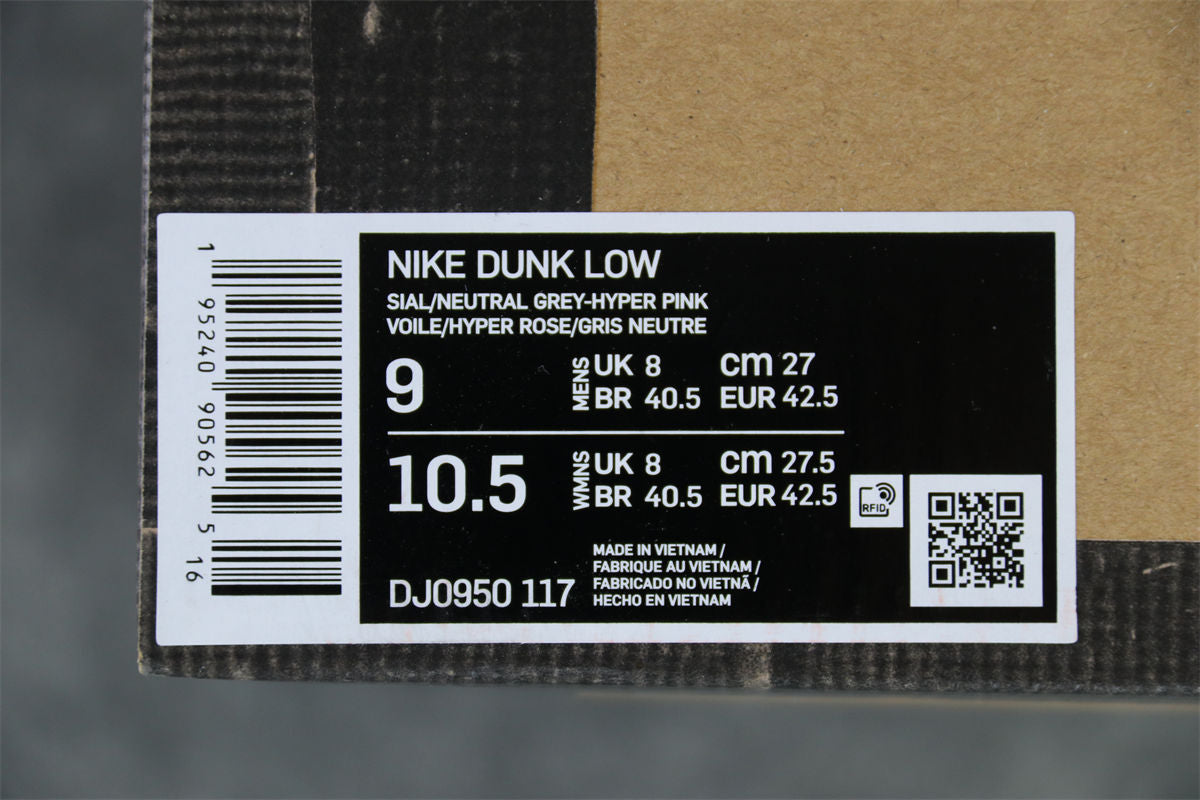 NIKE DUNK LOW
SIAL/NEUTRAL GREY-HYPER PINK
VOILE/HYPER ROSE/GRIS NEUTRE
9 MENS UK 8 cm 27
BR 40.5 EUR 42.5
10.5 WMNS UK 8 cm 27.5
BR 40.5 EUR 42.5
RFID
MADE IN VIETNAM /
FABRIQUE AU VIETNAM /
FABRICADO NO VIETNÃ /
HECHO EN VIETNAM
DJ0950 117
1 95240 90562 5 16